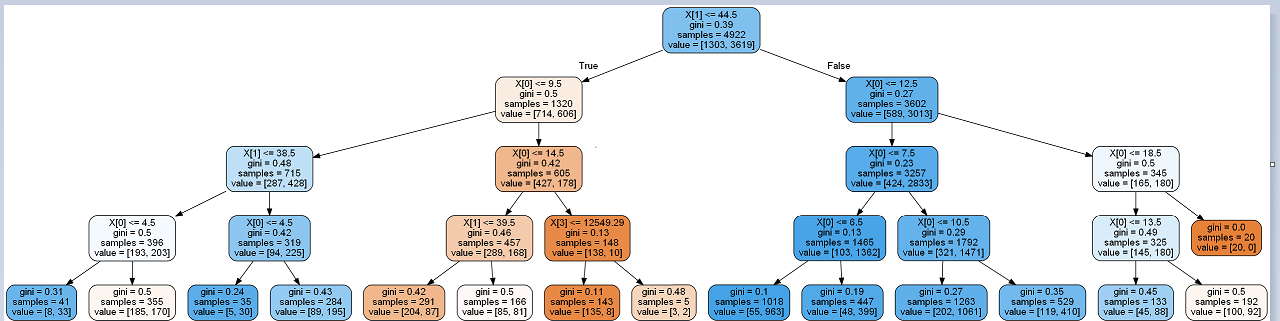 X[1] <= 44.5
gini = 0.39
samples = 4922
value = [1303, 3619]
True
False
X[0] <= 9.5
gini = 0.5
samples = 1320
value = [714, 606]
X[0] <= 12.5
gini = 0.27
samples = 3602
value = [589, 3013]
X[1] <= 38.5
gini = 0.48
samples = 715
value = [287, 428]
X[0] <= 14.5
gini = 0.42
samples = 605
value = [427, 178]
X[0] <= 7.5
gini = 0.23
samples = 3257
value = [424, 2833]
X[0] <= 18.5
gini = 0.5
samples = 345
value = [165, 180]
X[0] <= 4.5
gini = 0.5
samples = 396
value = [193, 203]
X[0] <= 4.5
gini = 0.42
samples = 319
value = [94, 225]
X[1] <= 39.5
gini = 0.46
samples = 457
value = [289, 168]
X[3] <= 12549.29
gini = 0.13
samples = 148
value = [138, 10]
X[0] <= 6.5
gini = 0.13
samples = 1465
value = [103, 1362]
X[0] <= 10.5
gini = 0.29
samples = 1792
value = [321, 1471]
X[0] <= 13.5
gini = 0.49
samples = 325
value = [145, 180]
gini = 0.0
samples = 20
value = [20, 0]
gini = 0.31
samples = 41
value = [8, 33]
gini = 0.5
samples = 355
value = [185, 170]
gini = 0.24
samples = 35
value = [5, 30]
gini = 0.43
samples = 284
value = [89, 195]
gini = 0.42
samples = 291
value = [204, 87]
gini = 0.5
samples = 166
value = [85, 81]
gini = 0.11
samples = 143
value = [135, 8]
gini = 0.48
samples = 5
value = [3, 2]
gini = 0.1
samples = 1018
value = [55, 963]
gini = 0.19
samples = 447
value = [48, 399]
gini = 0.27
samples = 1263
value = [202, 1061]
gini = 0.35
samples = 529
value = [119, 410]
gini = 0.45
samples = 133
value = [45, 88]
gini = 0.5
samples = 192
value = [100, 92]